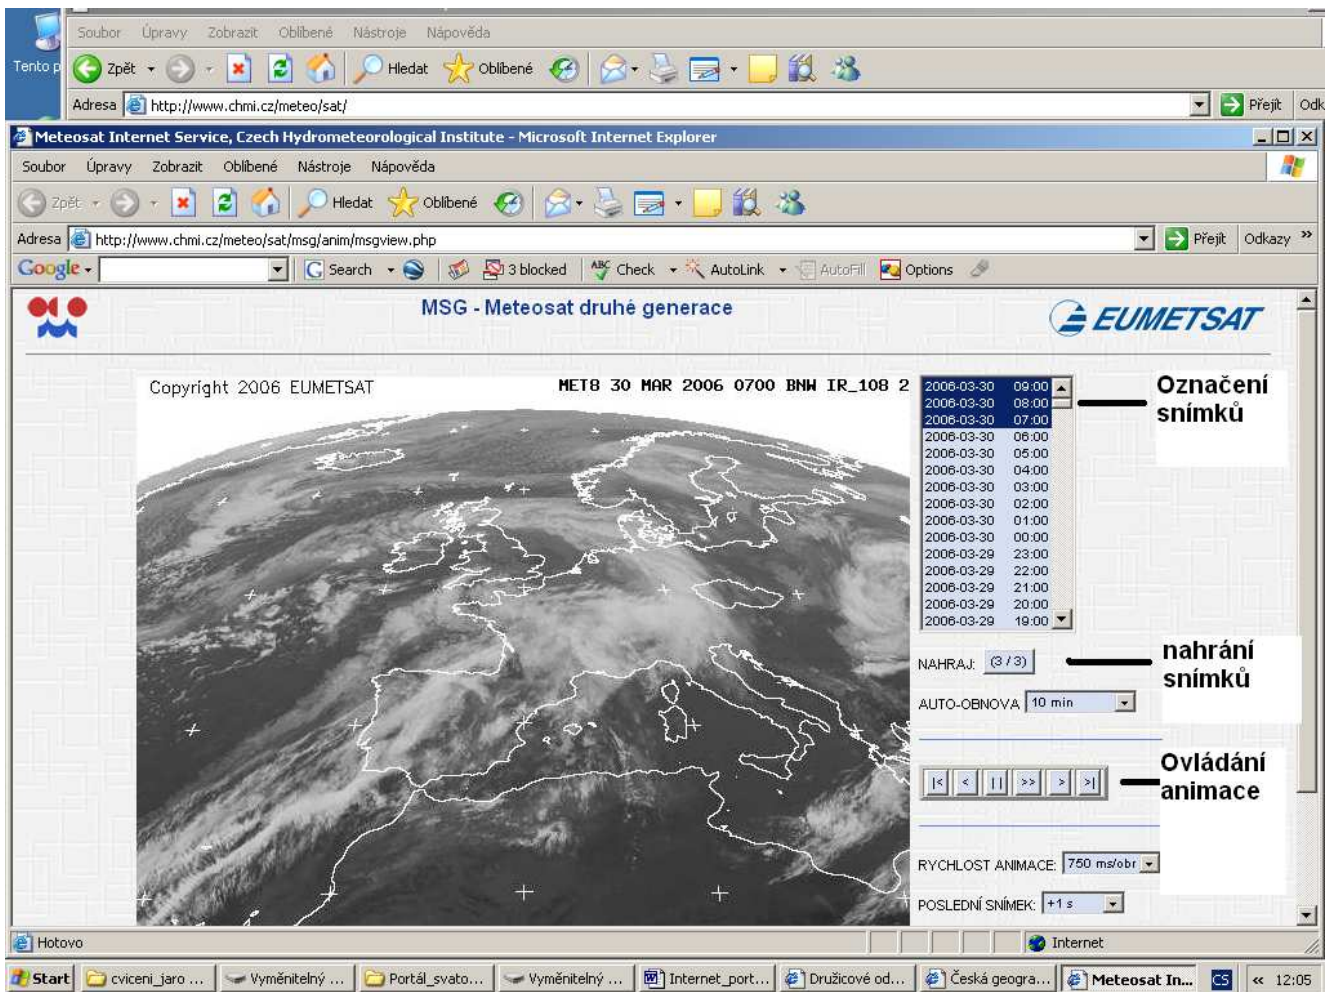 Soubor Úpravy Zobrazit Oblíbené Nástroje Nápověda
Tento p
Zpět Hledat Oblíbené
Adresa http://www.chmi.cz/meteo/sat/ Přejít Odk
Meteosat Internet Service, Czech Hydrometeorological Institute - Microsoft Internet Explorer
Soubor Úpravy Zobrazit Oblíbené Nástroje Nápověda
Zpět Hledat Oblíbené
Adresa http://www.chmi.cz/meteo/sat/msg/anim/msgview.php Přejít Odkazy »
Google Search 3 blocked ABC Check AutoLink AutoFill Options
MSG - Meteosat druhé generace
EUMETSAT
Copyright 2006 EUMETSAT MET8 30 MAR 2006 0700 BNW IR_108 2
2006-03-30 09:00
2006-03-30 08:00
2006-03-30 07:00
2006-03-30 06:00
2006-03-30 05:00
2006-03-30 04:00
2006-03-30 03:00
2006-03-30 02:00
2006-03-30 01:00
2006-03-30 00:00
2006-03-29 23:00
2006-03-29 22:00
2006-03-29 21:00
2006-03-29 20:00
2006-03-29 19:00
Označení
snímků
NAHRAJ: (3 / 3)
nahrání
snímků
AUTO-OBNOVA 10 min
|< < || >> > >|
Ovládání
animace
RYCHLOST ANIMACE: 750 ms/obr
POSLEDNÍ SNÍMEK: +1 s
Hotovo Internet
Start cviceni_jaro ... Vyměnitelný ... Portál_svato... Vyměnitelný ... Internet_port... Družicové od... Česká geogra... Meteosat In... CS « 12:05